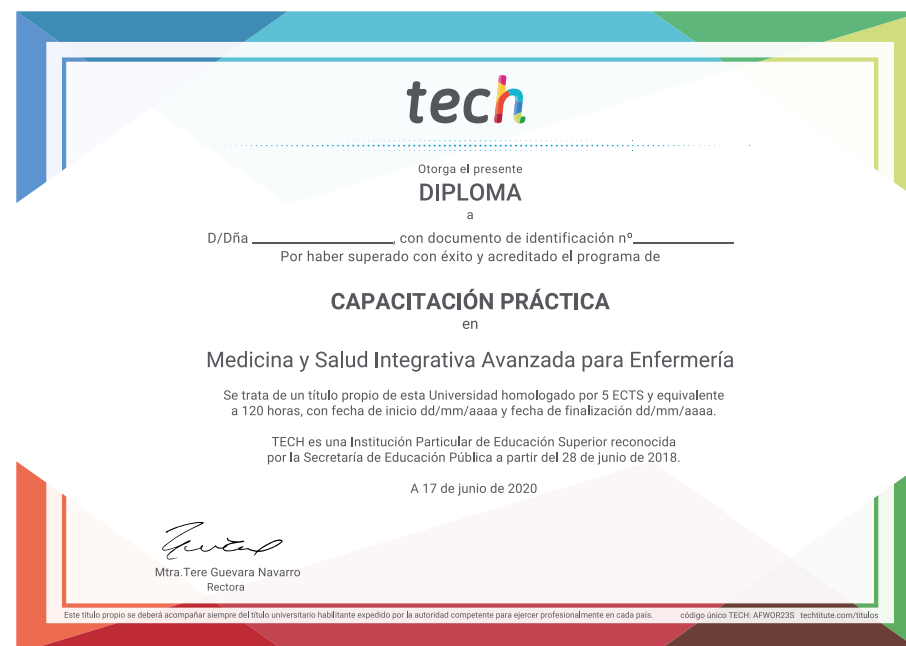 tech
Otorga el presente
DIPLOMA
a
D/Dña ____________________, con documento de identificación nº______________
Por haber superado con éxito y acreditado el programa de
CAPACITACIÓN PRÁCTICA
en
Medicina y Salud Integrativa Avanzada para Enfermería
Se trata de un título propio de esta Universidad homologado por 5 ECTS y equivalente
a 120 horas, con fecha de inicio dd/mm/aaaa y fecha de finalización dd/mm/aaaa.
TECH es una Institución Particular de Educación Superior reconocida
por la Secretaría de Educación Pública a partir del 28 de junio de 2018.
A 17 de junio de 2020
Mtra.Tere Guevara Navarro
Rectora
Este título propio se deberá acompañar siempre del título universitario habilitante expedido por la autoridad competente para ejercer profesionalmente en cada país. código único TECH: AFWOR23S techtitute.com/titulos